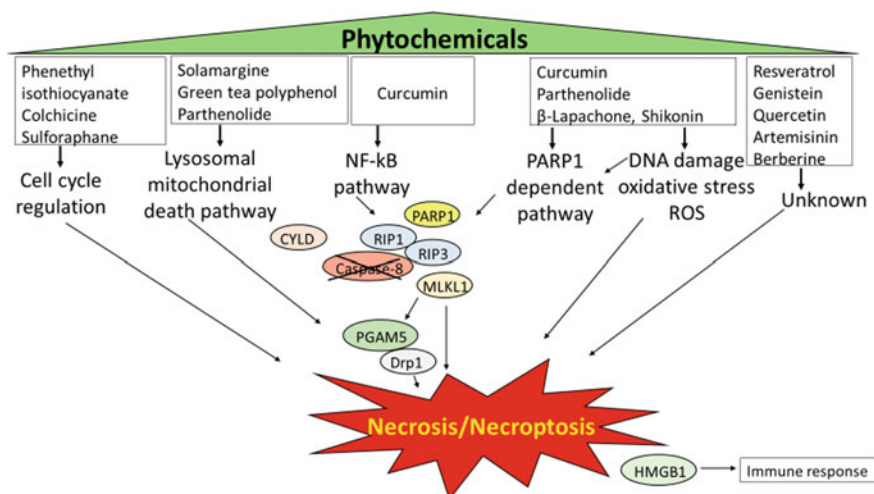 Phytochemicals
Phenethyl
isothiocyanate
Colchicine
Sulforaphane
Solamargine
Green tea polyphenol
Parthenolide
Curcumin
Curcumin
Parthenolide
β-Lapachone, Shikonin
Resveratrol
Genistein
Quercetin
Artemisinin
Berberine
Cell cycle
regulation
Lysosomal
mitochondrial
death pathway
NF-kB
pathway
PARP1
dependent
pathway
DNA damage
oxidative stress
ROS
Unknown
PARP1
CYLD
RIP1
RIP3
Caspase-8
MLKL1
PGAM5
Drp1
Necrosis/Necroptosis
HMGB1
Immune response